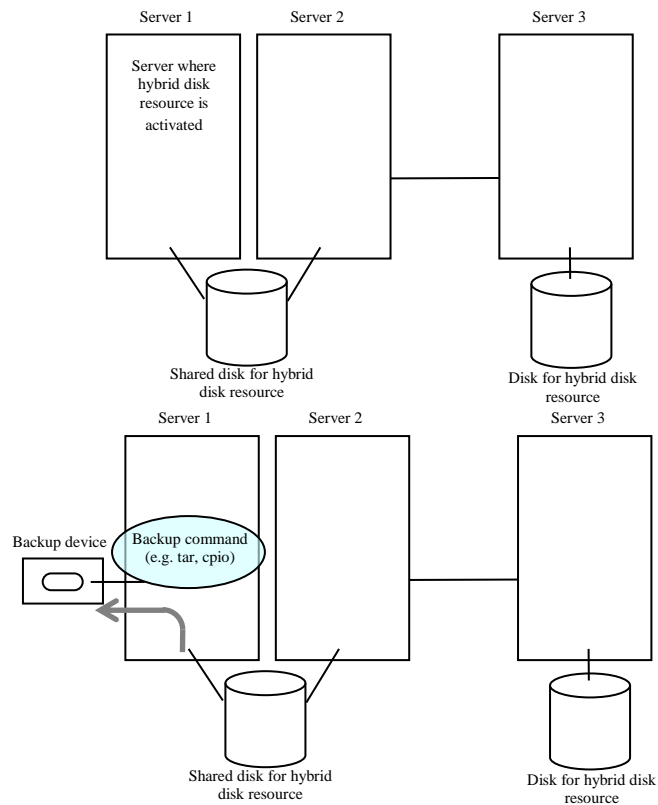 Server 1
Server 2
Server 3
Server where
hybrid disk
resource is
activated
Shared disk for hybrid
disk resource
Disk for hybrid disk
resource
Server 1
Server 2
Server 3
Backup device
Backup command
(e.g. tar, cpio)
Shared disk for hybrid
disk resource
Disk for hybrid disk
resource